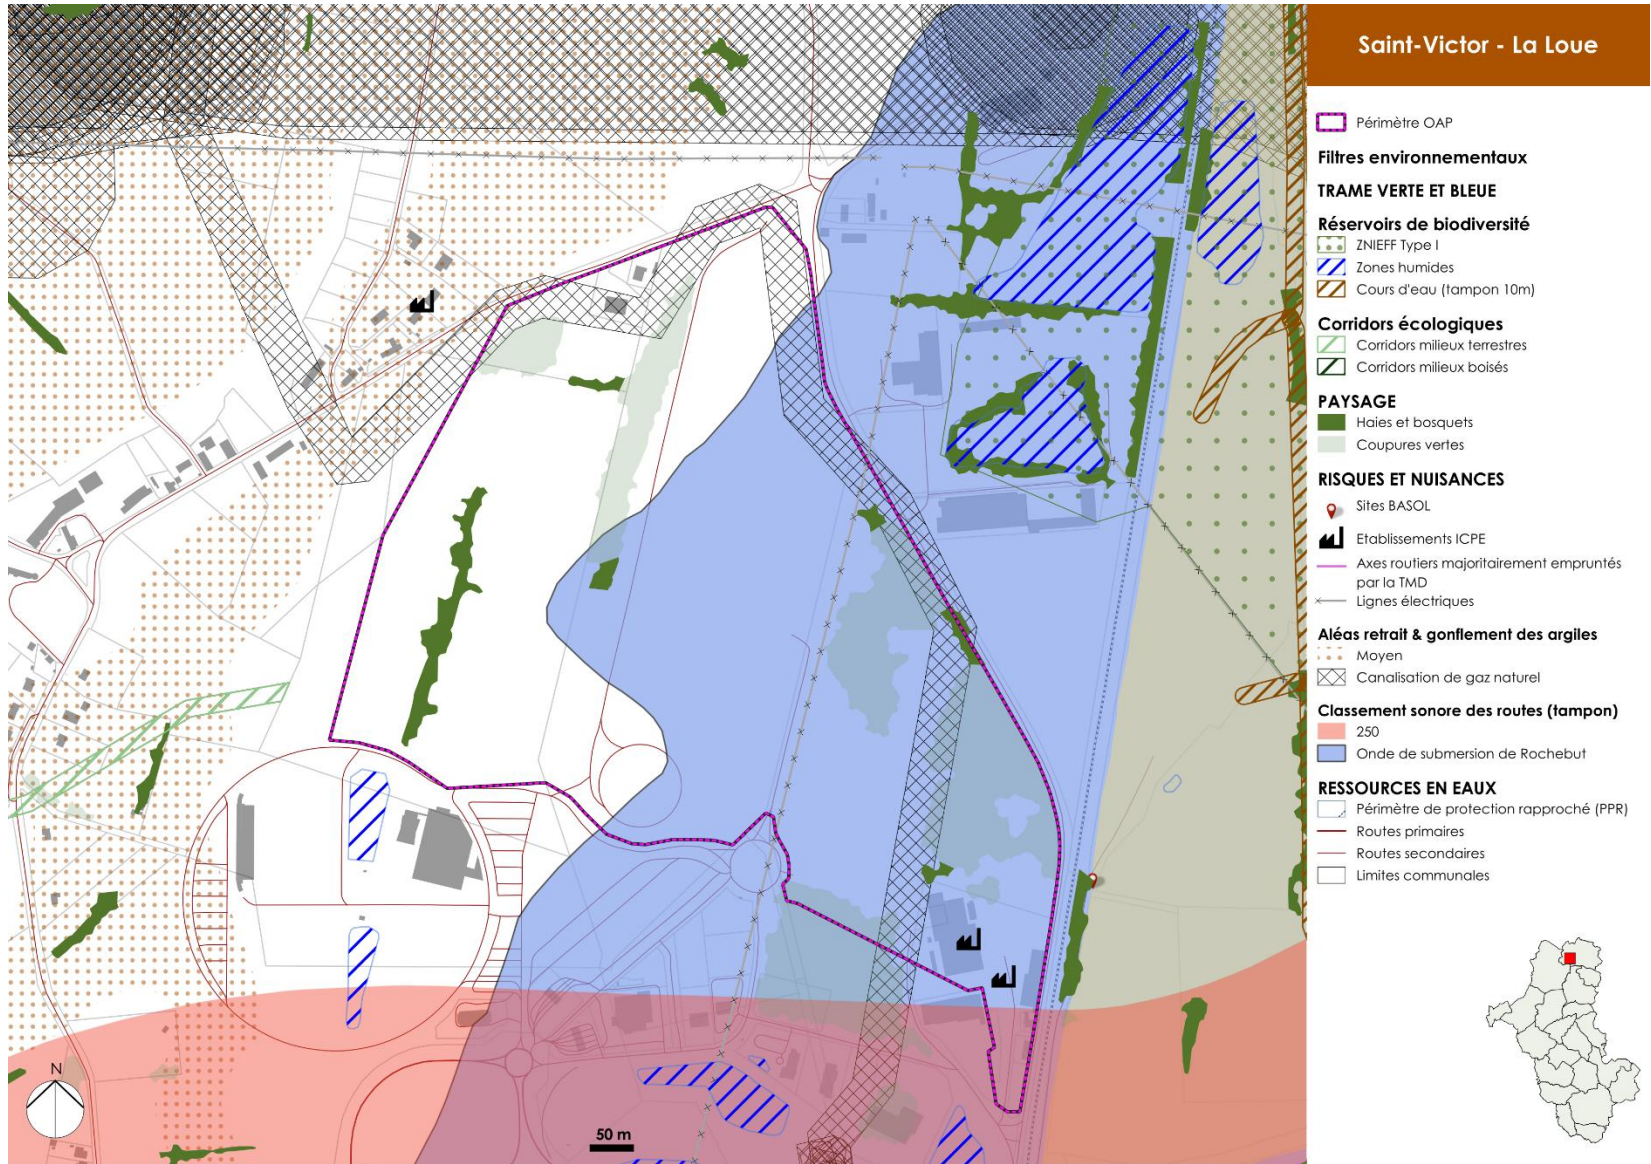 Saint-Victor - La Loue
Périmètre OAP
Filtres environnementaux
TRAME VERTE ET BLEUE
Réservoirs de biodiversité
ZNIEFF Type I
Zones humides
Cours d'eau (tampon 10m)
Corridors écologiques
Corridors milieux terrestres
Corridors milieux boisés
PAYSAGE
Haies et bosquets
Coupures vertes
RISQUES ET NUISANCES
Sites BASOL
Etablissements ICPE
Axes routiers majoritairement empruntés
par la TMD
Lignes électriques
Aléas retrait & gonflement des argiles
Moyen
Canalisation de gaz naturel
Classement sonore des routes (tampon)
250
Onde de submersion de Rochebut
RESSOURCES EN EAUX
Périmètre de protection rapproché (PPR)
Routes primaires
Routes secondaires
Limites communales
N
50 m